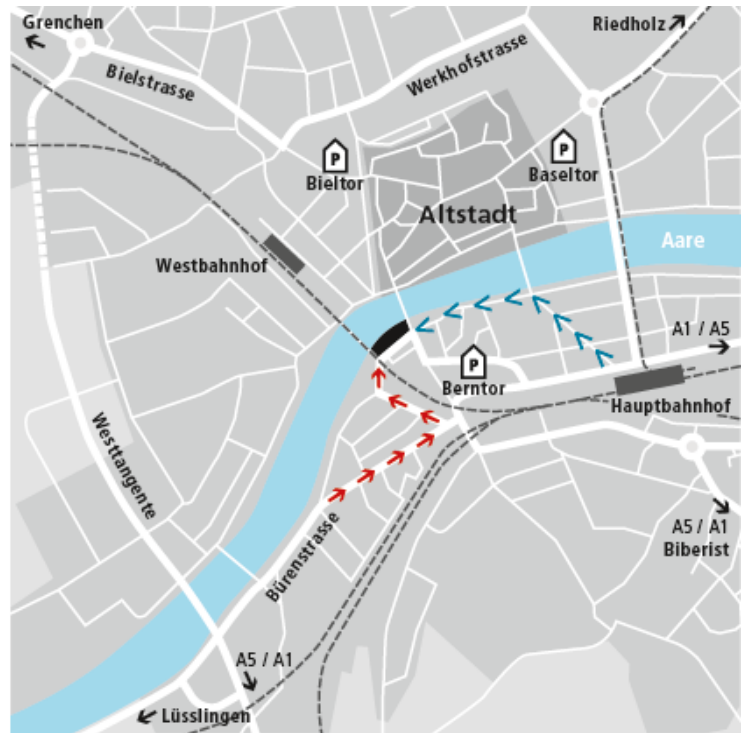 Grenchen
Riedholz
Bielstrasse
Werkhofstrasse
P
Bieltor
P
Baseltor
Altstadt
Westbahnhof
Aare
A1 / A5
P
Berntor
Hauptbahnhof
Westtangente
Bürenstrasse
A5 / A1
Biberist
A5 / A1
Lüsslingen